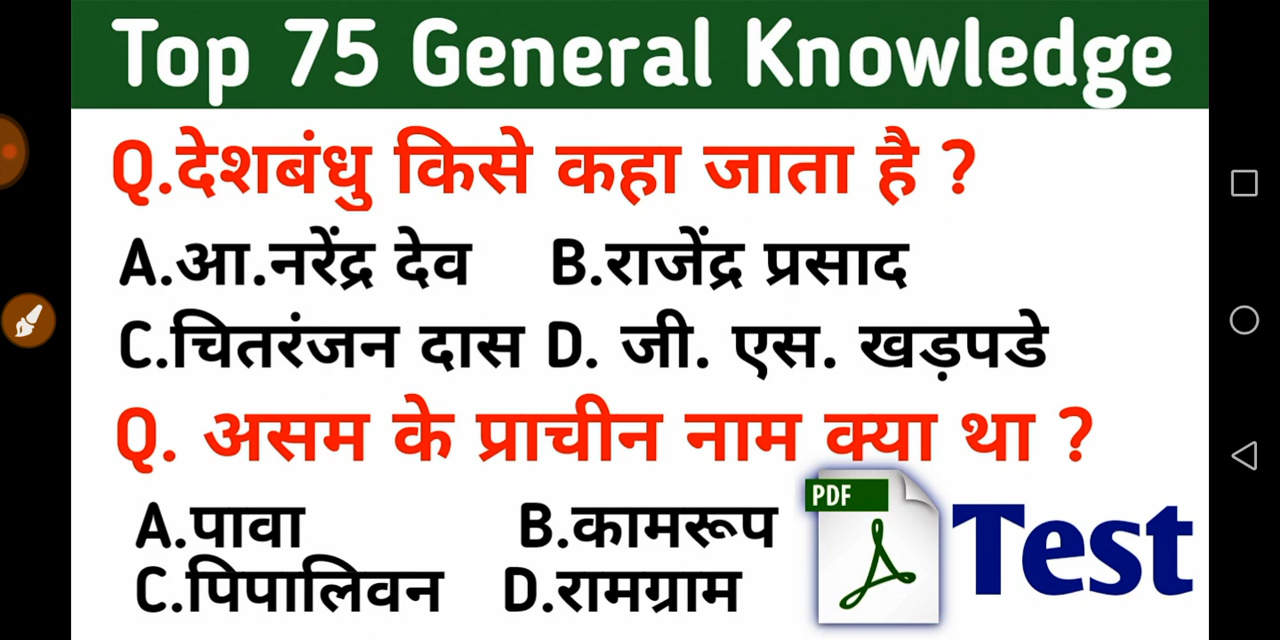 Top 75 General Knowledge
Q.देशबंधु किसे कहा जाता है ?
A.आ.नरेंद्र देव B.राजेंद्र प्रसाद
C.चितरंजन दास D. जी. एस. खड़पडे
Q. असम के प्राचीन नाम क्या था ?
A.पावा B.कामरूप
C.पिपालिवन D.रामग्राम
PDF
Test